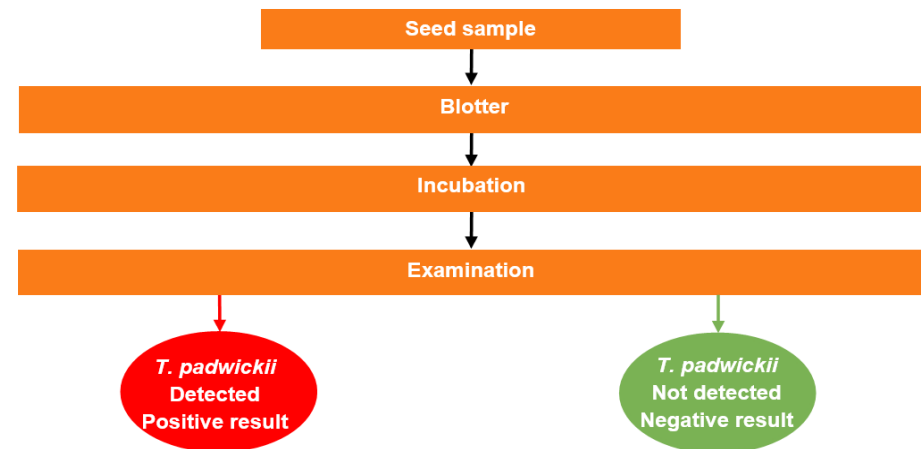 Seed sample
Blotter
Incubation
Examination
T. padwickii
Detected
Positive result
T. padwickii
Not detected
Negative result